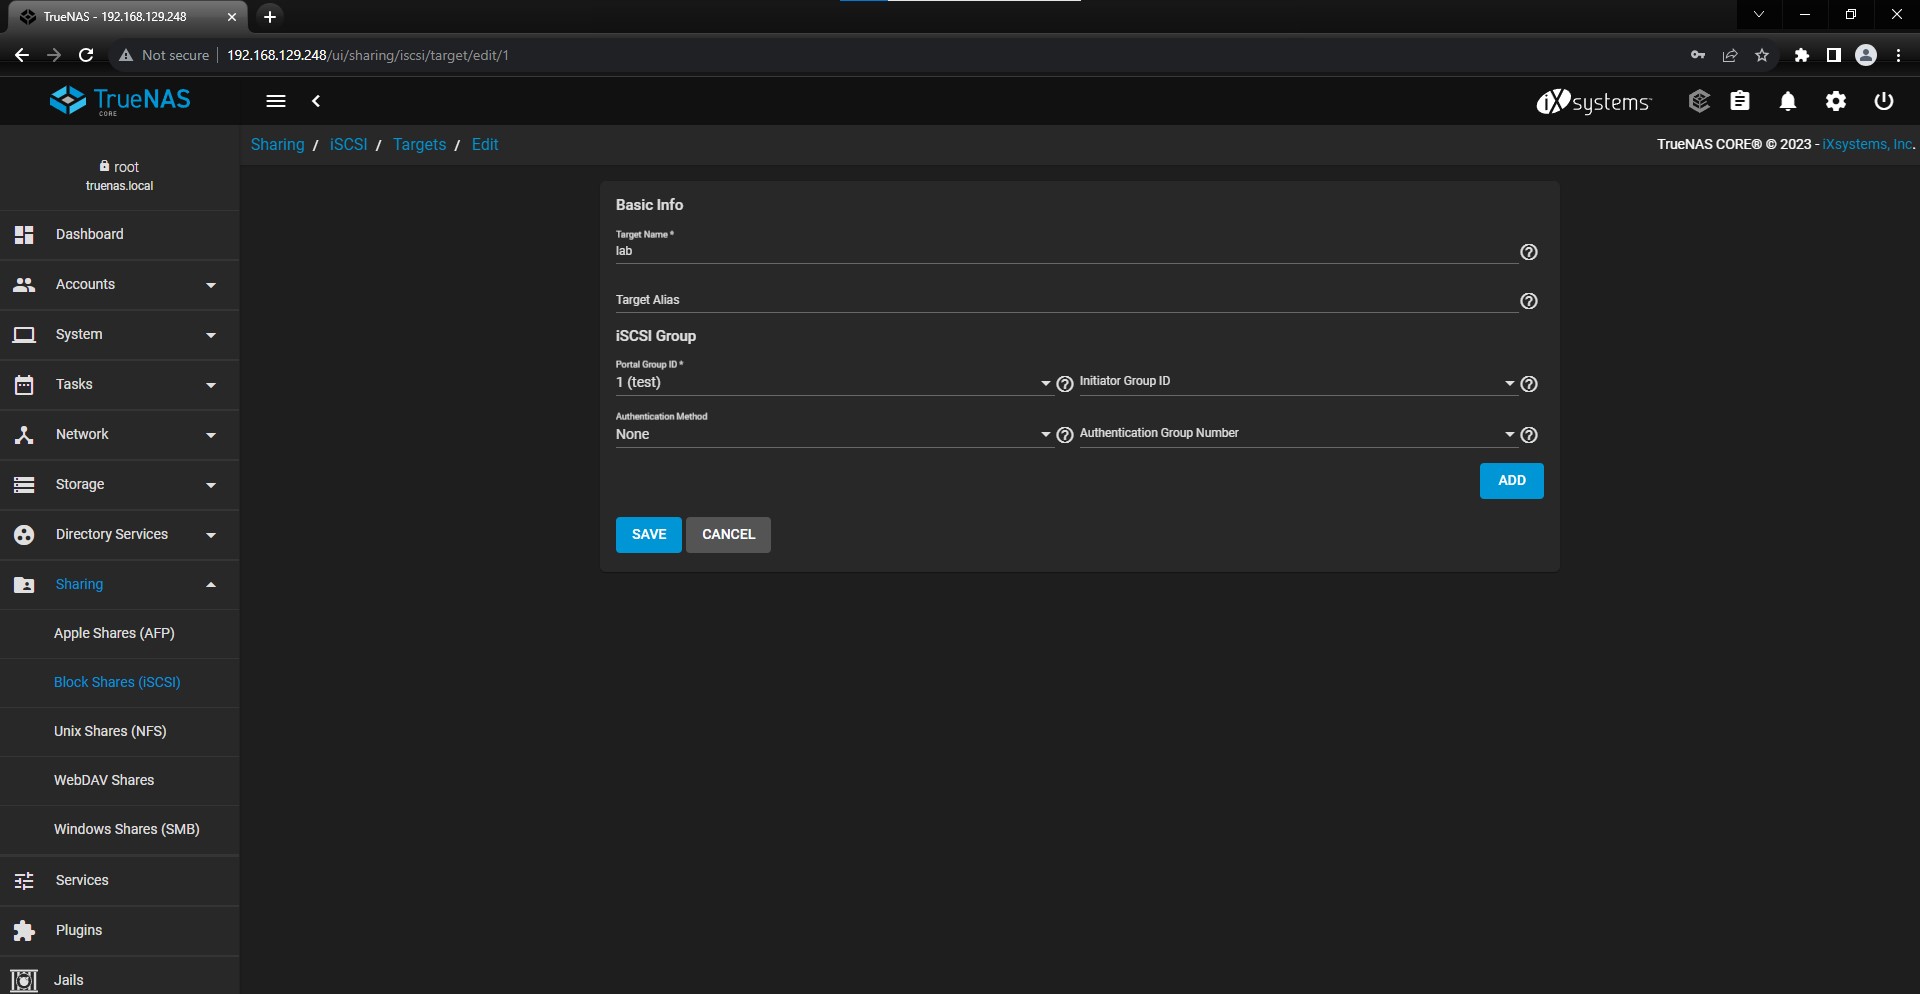 TrueNAS - 192.168.129.248
Not secure
192.168.129.248/ui/sharing/iscsi/target/edit/1
TrueNAS
CORE
iXsystems
Sharing / iSCSI / Targets / Edit
TrueNAS CORE® © 2023 - iXsystems, Inc.
root
truenas.local
Dashboard
Accounts
System
Tasks
Network
Storage
Directory Services
Sharing
Apple Shares (AFP)
Block Shares (iSCSI)
Unix Shares (NFS)
WebDAV Shares
Windows Shares (SMB)
Services
Plugins
Jails
Basic Info
Target Name *
lab
Target Alias
iSCSI Group
Portal Group ID *
1 (test)
Initiator Group ID
Authentication Method
None
Authentication Group Number
ADD
SAVE
CANCEL